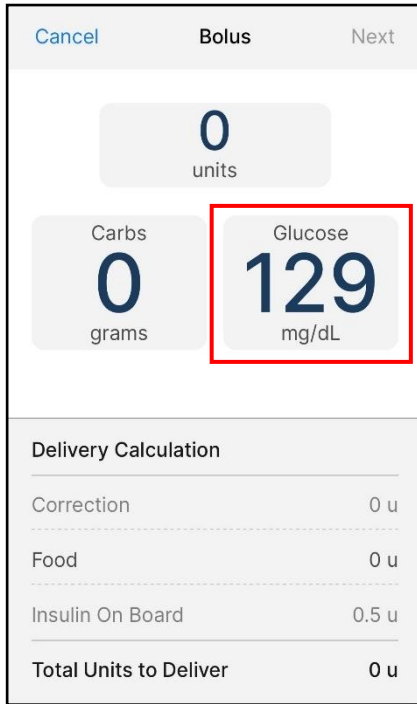 Cancel Bolus Next
0
units
Carbs
0
grams
Glucose
129
mg/dL
Delivery Calculation
Correction 0 u
Food 0 u
Insulin On Board 0.5 u
Total Units to Deliver 0 u